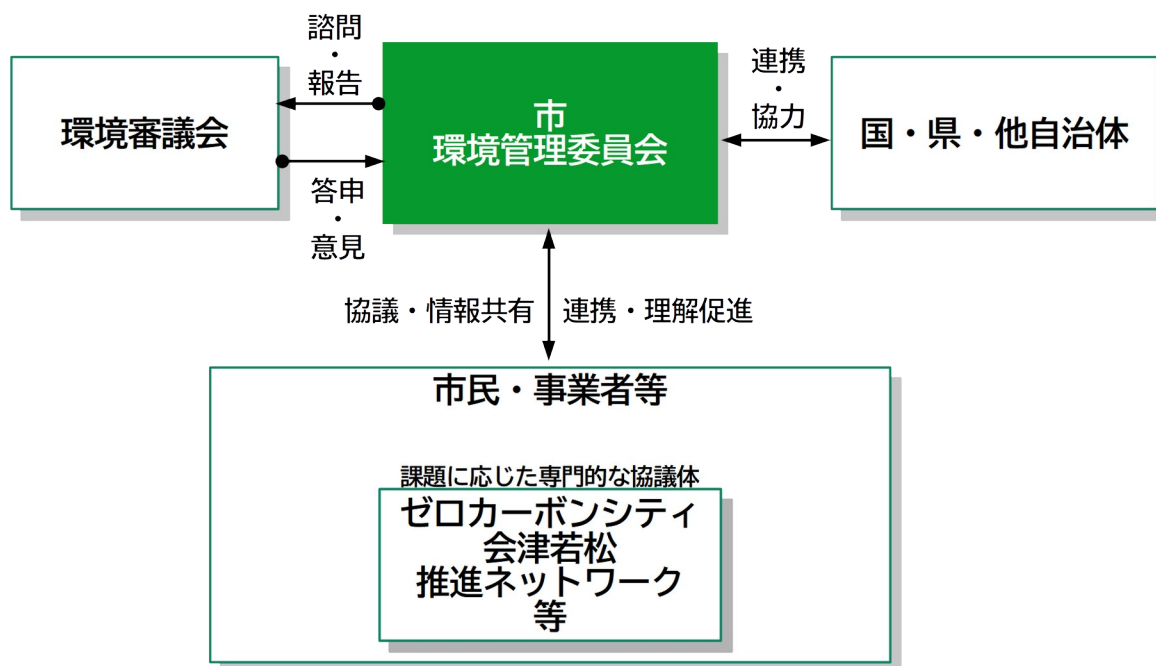 環境審議会
諮問
・
報告
答申
・
意見
市
環境管理委員会
連携
・
協力
国・県・他自治体
協議・情報共有
連携・理解促進
市民・事業者等
課題に応じた専門的な協議体
ゼロカーボンシティ
会津若松
推進ネットワーク
等